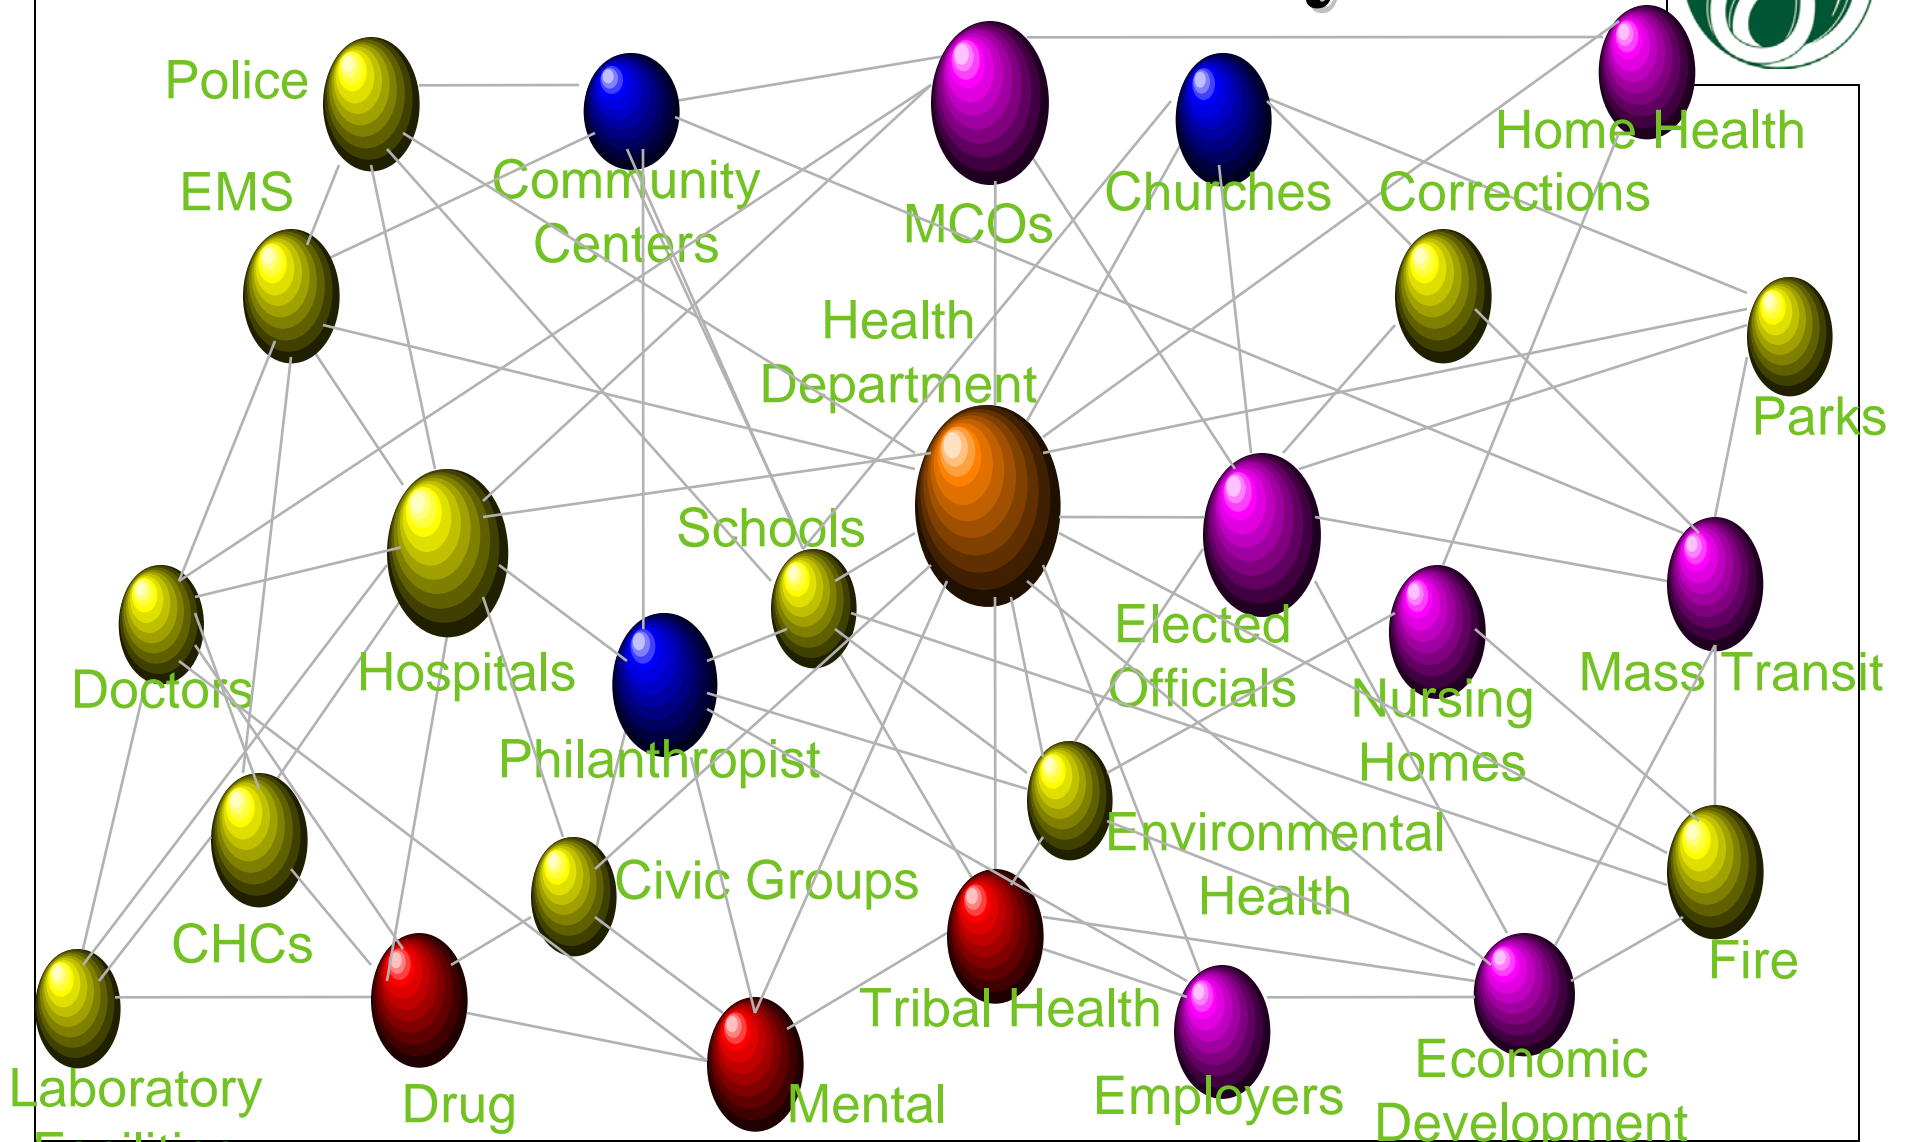 Police
Home Health
EMS
Community
Centers
MCOs
Churches
Corrections
Health
Department
Parks
Schools
Doctors
Hospitals
Elected
Officials
Nursing
Homes
Mass Transit
Philanthropist
Environmental
Health
Civic Groups
CHCs
Fire
Tribal Health
Laboratory
Drug
Mental
Employers
Economic
Development